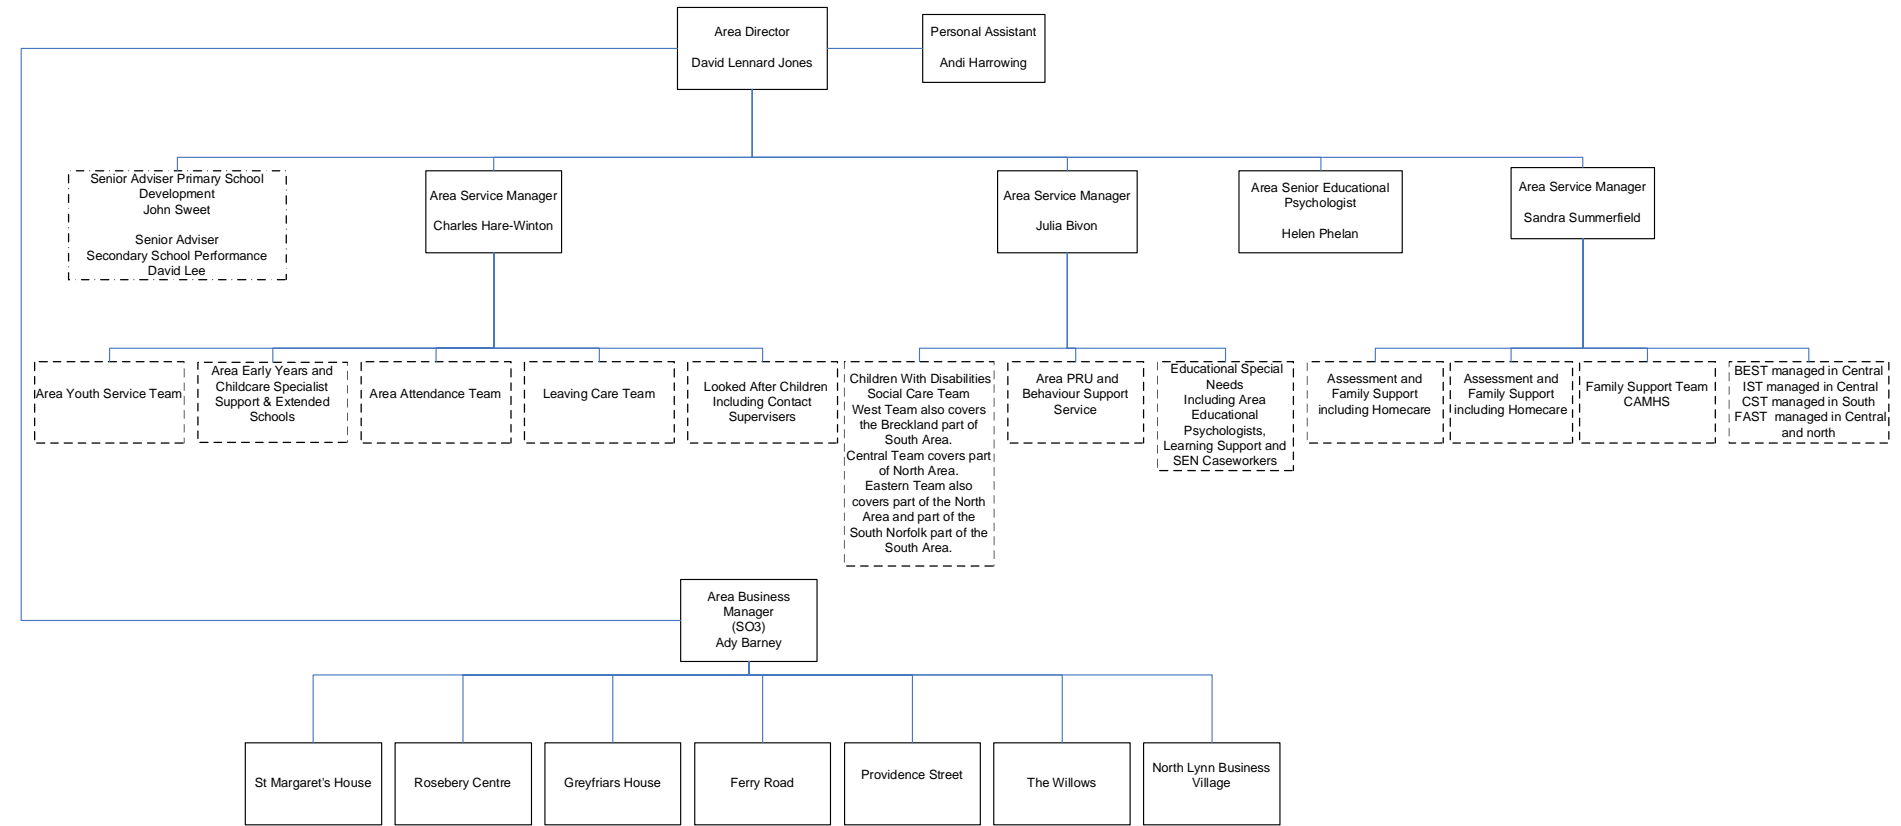 Area Director
David Lennard Jones
Personal Assistant
Andi Harrowing
Senior Adviser Primary School
Development
John Sweet
Senior Adviser
Secondary School Performance
David Lee
Area Service Manager
Charles Hare-Winton
Area Service Manager
Julia Bivon
Area Senior Educational
Psychologist
Helen Phelan
Area Service Manager
Sandra Summerfield
Area Youth Service Team
Area Early Years and
Childcare Specialist
Support & Extended
Schools
Area Attendance Team
Leaving Care Team
Looked After Children
Including Contact
Supervisers
Children With Disabilities
Social Care Team
West Team also covers
the Breckland part of
South Area.
Central Team covers part
of North Area.
Eastern Team also
covers part of the North
Area and part of the
South Norfolk part of the
South Area.
Area PRU and
Behaviour Support
Service
Educational Special
Needs
Including Area
Educational
Psychologists,
Learning Support and
SEN Caseworkers
Assessment and
Family Support
including Homecare
Assessment and
Family Support
including Homecare
Family Support Team
CAMHS
BEST managed in Central
IST managed in Central
CST managed in South
FAST  managed in Central
and north
Area Business
Manager
(SO3)
Ady Barney
St Margaret's House
Rosebery Centre
Greyfriars House
Ferry Road
Providence Street
The Willows
North Lynn Business
Village